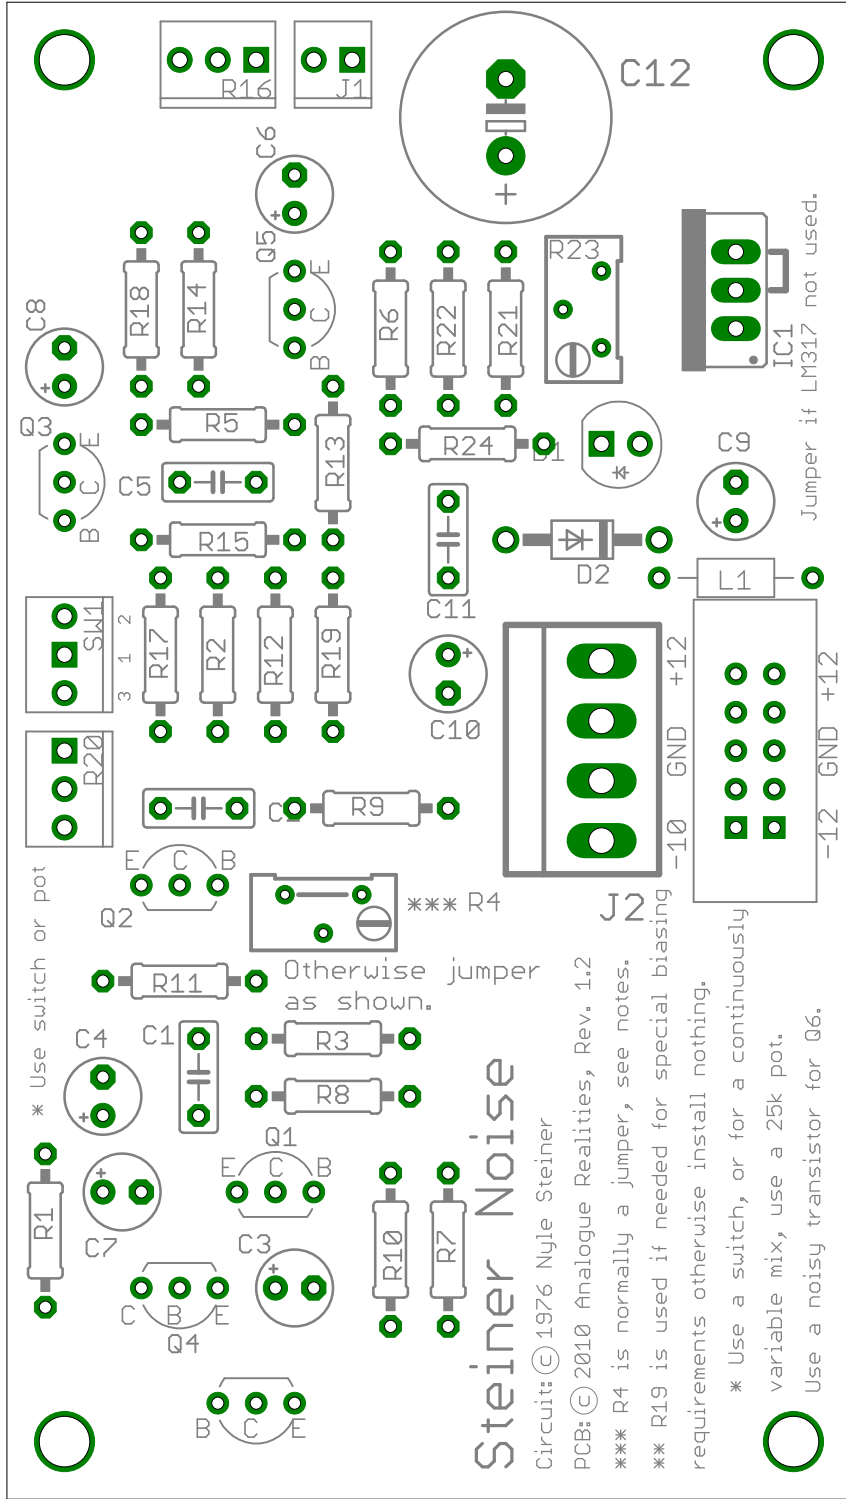 R16
J1
C12
C6
+
+
Q5
E
C
B
R18
R14
R6
R22
R21
R23
IC1
Jumper if LM317 not used.
C8
+
Q3
E
C
B
R5
R13
R24
C5
R15
C11
D2
C9
+
L1
SW1
3 1 2
R17
R2
R12
R19
+
C10
-10 GND +12
-12 GND +12
J2
R20
R9
E C B
Q2
*** R4
Otherwise jumper
as shown.
* Use switch or pot
R11
C4
+
C1
R3
R8
Q1
E C B
R1
+
C7
C3
+
R10
R7
C B E
Q4
B C E
Steiner Noise
Circuit: © 1976 Nyle Steiner
PCB: © 2010 Analogue Realities, Rev. 1.2
*** R4 is normally a jumper, see notes.
** R19 is used if needed for special biasing
requirements otherwise install nothing.
* Use a switch, or for a continuously
variable mix, use a 25k pot.
Use a noisy transistor for Q6.